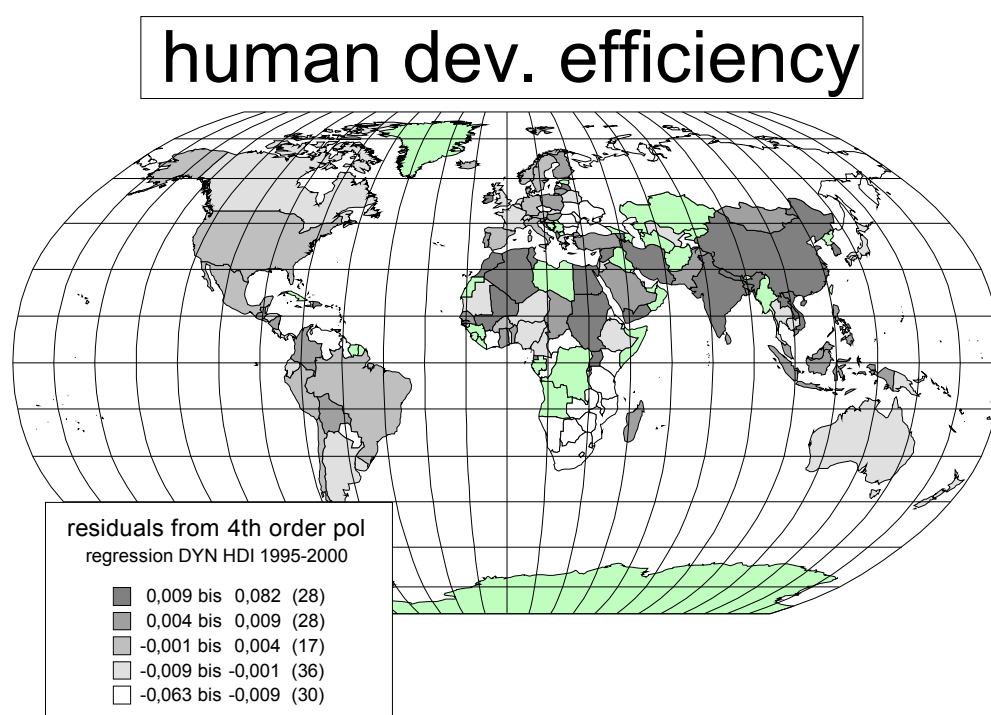 human dev. efficiency
residuals from 4th order pol
regression DYN HDI 1995-2000
0,009 bis 0,082 (28)
0,004 bis 0,009 (28)
-0,001 bis 0,004 (17)
-0,009 bis -0,001 (36)
-0,063 bis -0,009 (30)